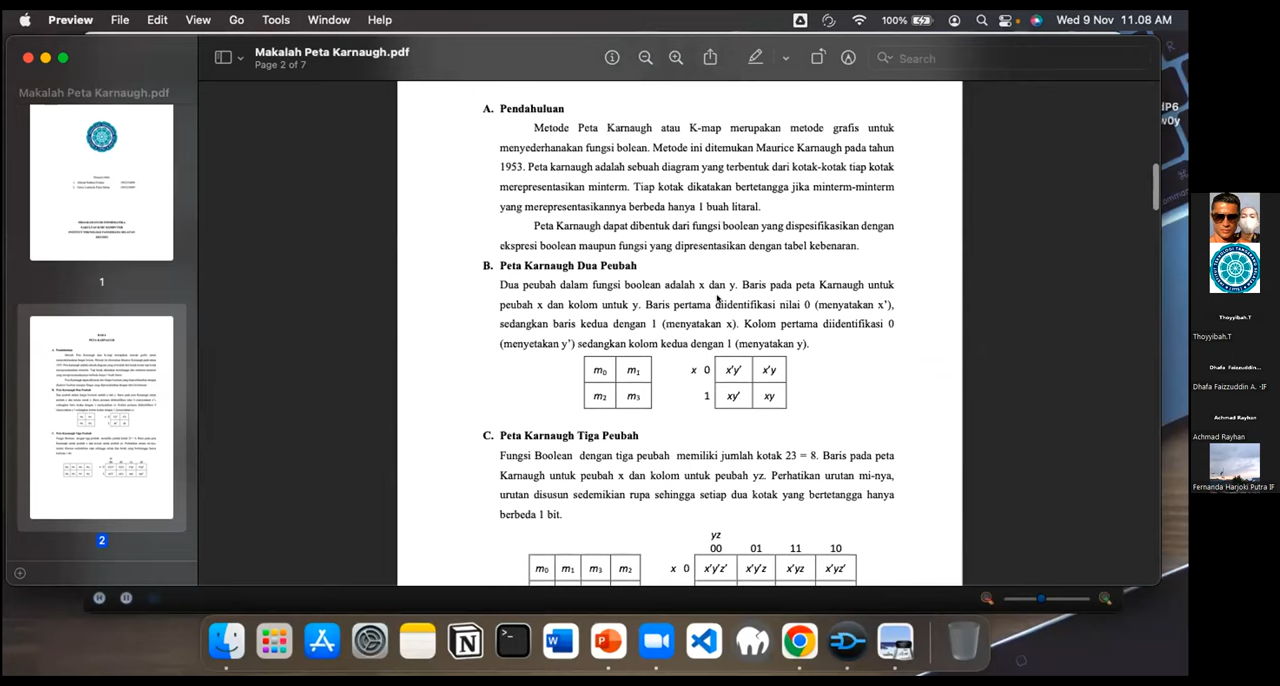 Preview File Edit View Go Tools Window Help 100% Wed 9 Nov 11.08 AM
Makalah Peta Karnaugh.pdf
Page 2 of 7
Search
Makalah Peta Karnaugh.pdf
1
2
A. Pendahuluan
Metode Peta Karnaugh atau K-map merupakan metode grafis untuk
menyederhanakan fungsi bolean. Metode ini ditemukan Maurice Karnaugh pada tahun
1953. Peta karnaugh adalah sebuah diagram yang terbentuk dari kotak-kotak tiap kotak
merepresentasikan minterm. Tiap kotak dikatakan bertetangga jika minterm-minterm
yang merepresentasikannya berbeda hanya 1 buah litaral.
Peta Karnaugh dapat dibentuk dari fungsi boolean yang dispesifikasikan dengan
ekspresi boolean maupun fungsi yang dipresentasikan dengan tabel kebenaran.
B. Peta Karnaugh Dua Peubah
Dua peubah dalam fungsi boolean adalah x dan y. Baris pada peta Karnaugh untuk
peubah x dan kolom untuk y. Baris pertama diidentifikasi nilai 0 (menyatakan x'),
sedangkan baris kedua dengan 1 (menyatakan x). Kolom pertama diidentifikasi 0
(menyetakan y') sedangkan kolom kedua dengan 1 (menyatakan y).
m0 m1 x 0 x'y' x'y
m2 m3 1 xy' xy
C. Peta Karnaugh Tiga Peubah
Fungsi Boolean dengan tiga peubah memiliki jumlah kotak 23 = 8. Baris pada peta
Karnaugh untuk peubah x dan kolom untuk peubah yz. Perhatikan urutan mi-nya,
urutan disusun sedemikian rupa sehingga setiap dua kotak yang bertetangga hanya
berbeda 1 bit.
yz
00 01 11 10
m0 m1 m3 m2 x 0 x'y'z' x'y'z x'yz x'yz'
Thoyyibah.T
Thoyyibah.T
Dhafa Faizzuddin...
Dhafa Faizzuddin A. -IF
Achmad Rayhan
Achmad Rayhan
Fernanda Harjoki Putra IF